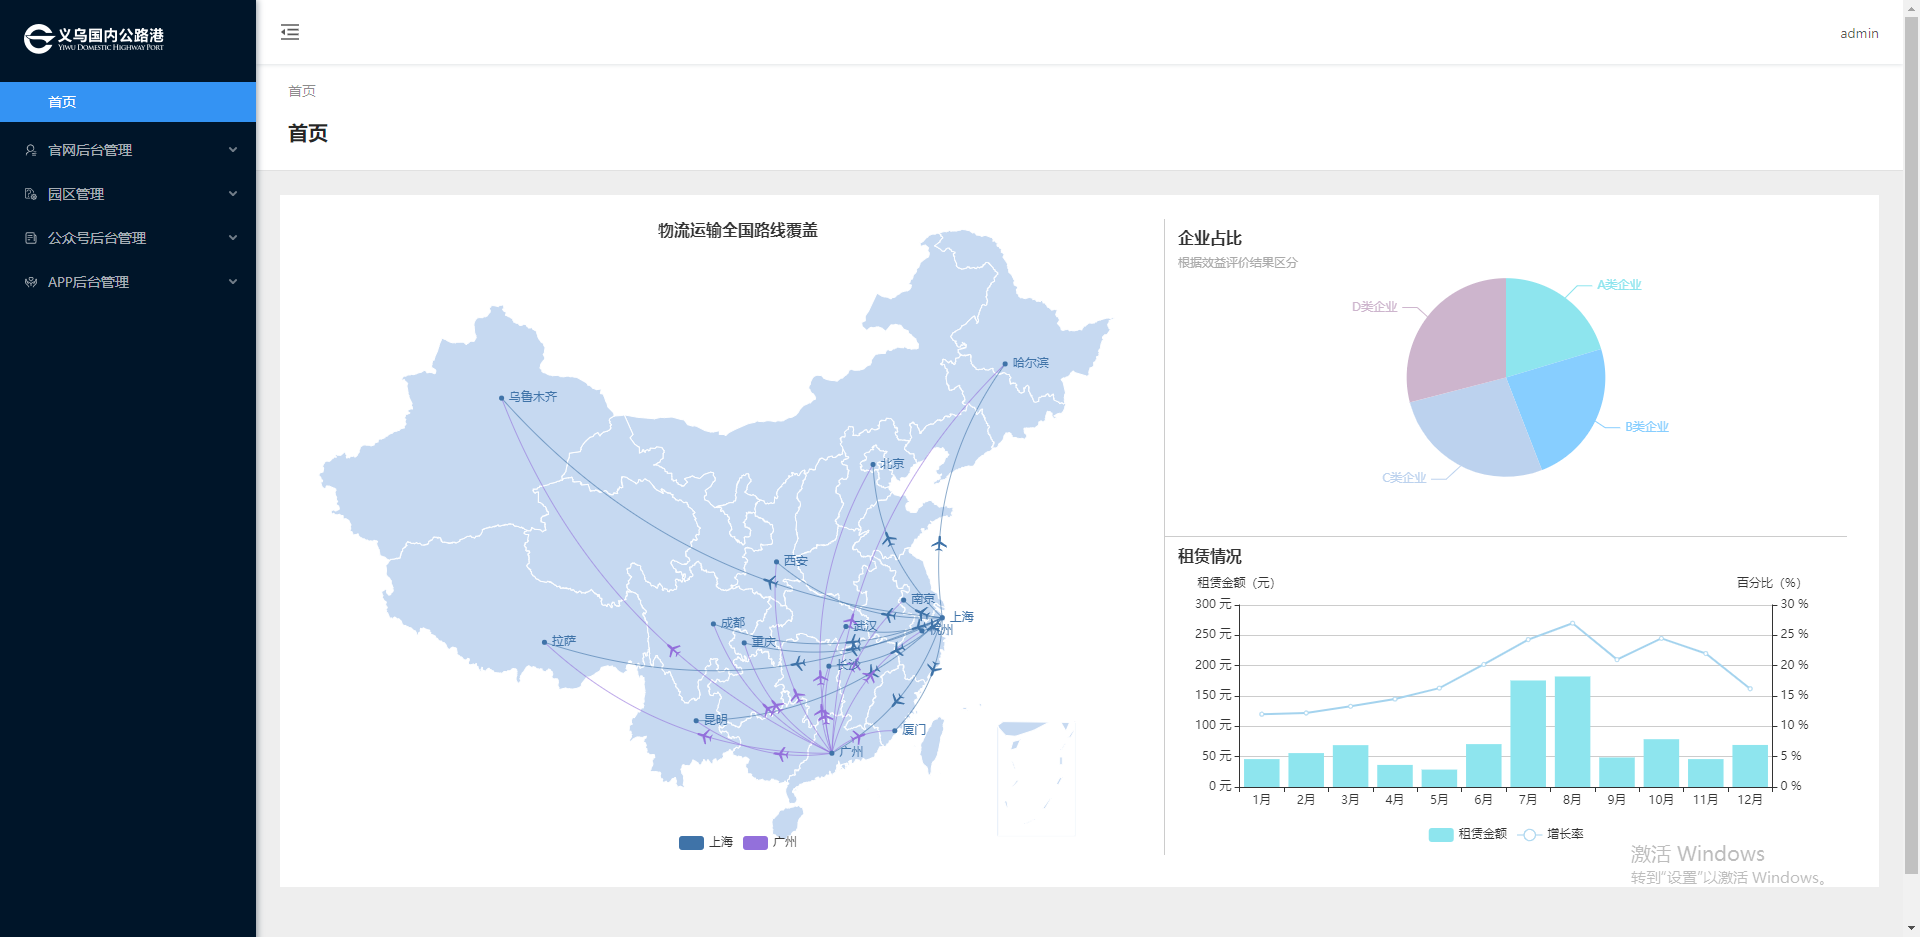 义乌国内公路港
YIWU DOMESTIC HIGHWAY PORT
首页
官网后台管理
园区管理
公众号后台管理
APP后台管理
admin
首页
首页
物流运输全国路线覆盖
哈尔滨
乌鲁木齐
北京
西安
南京
上海
杭州
成都
武汉
重庆
拉萨
长沙
昆明
厦门
广州
上海
广州
企业占比
根据效益评价结果区分
A类企业
D类企业
B类企业
C类企业
租赁情况
租赁金额（元）
百分比（%）
300 元
250 元
200 元
150 元
100 元
50 元
0 元
30 %
25 %
20 %
15 %
10 %
5 %
0 %
1月 2月 3月 4月 5月 6月 7月 8月 9月 10月 11月 12月
租赁金额 增长率
激活 Windows
转到"设置"以激活 Windows。